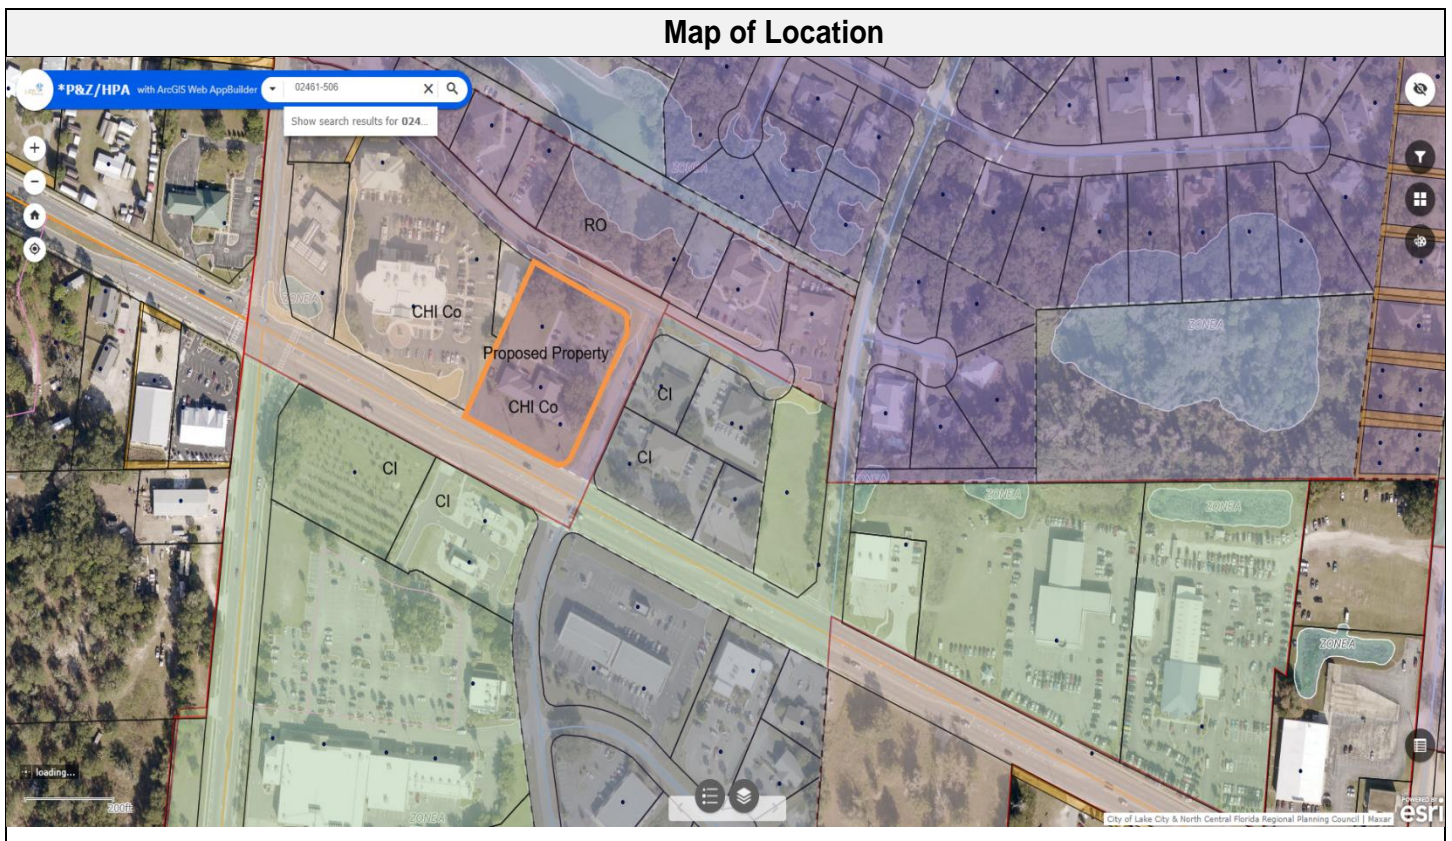 Map of Location
*P&Z/HPA with ArcGIS Web AppBuilder
02461-506
Show search results for 024...
ZONEA
RO
ZONEA
ZONEA
CHI Co
Proposed Property
CHI Co
CI
CI
CI
CI
ZONEA
ZONEA
ZONEA
loading...
200ft
ZONEA
City of Lake City & North Central Florida Regional Planning Council | Maxar
POWERED BY
esri